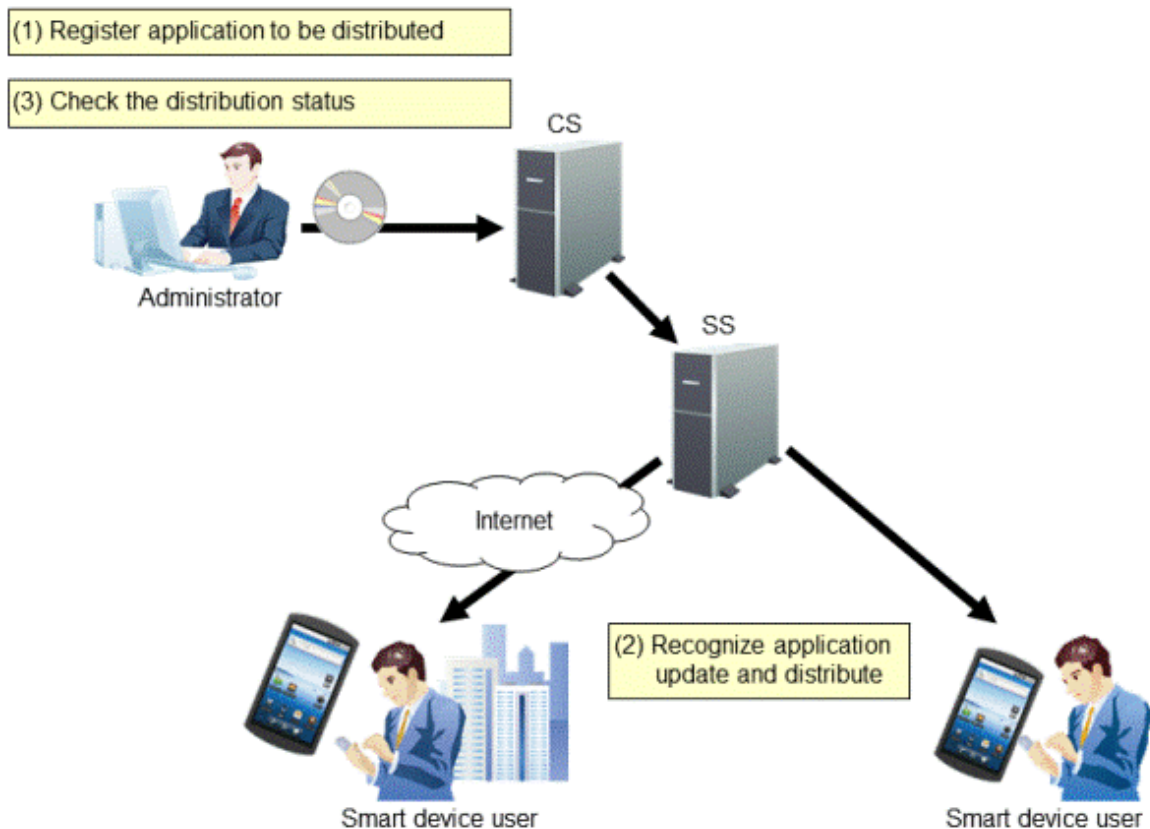 (1) Register application to be distributed
(3) Check the distribution status
CS
Administrator
SS
Internet
(2) Recognize application
update and distribute
Smart device user
Smart device user